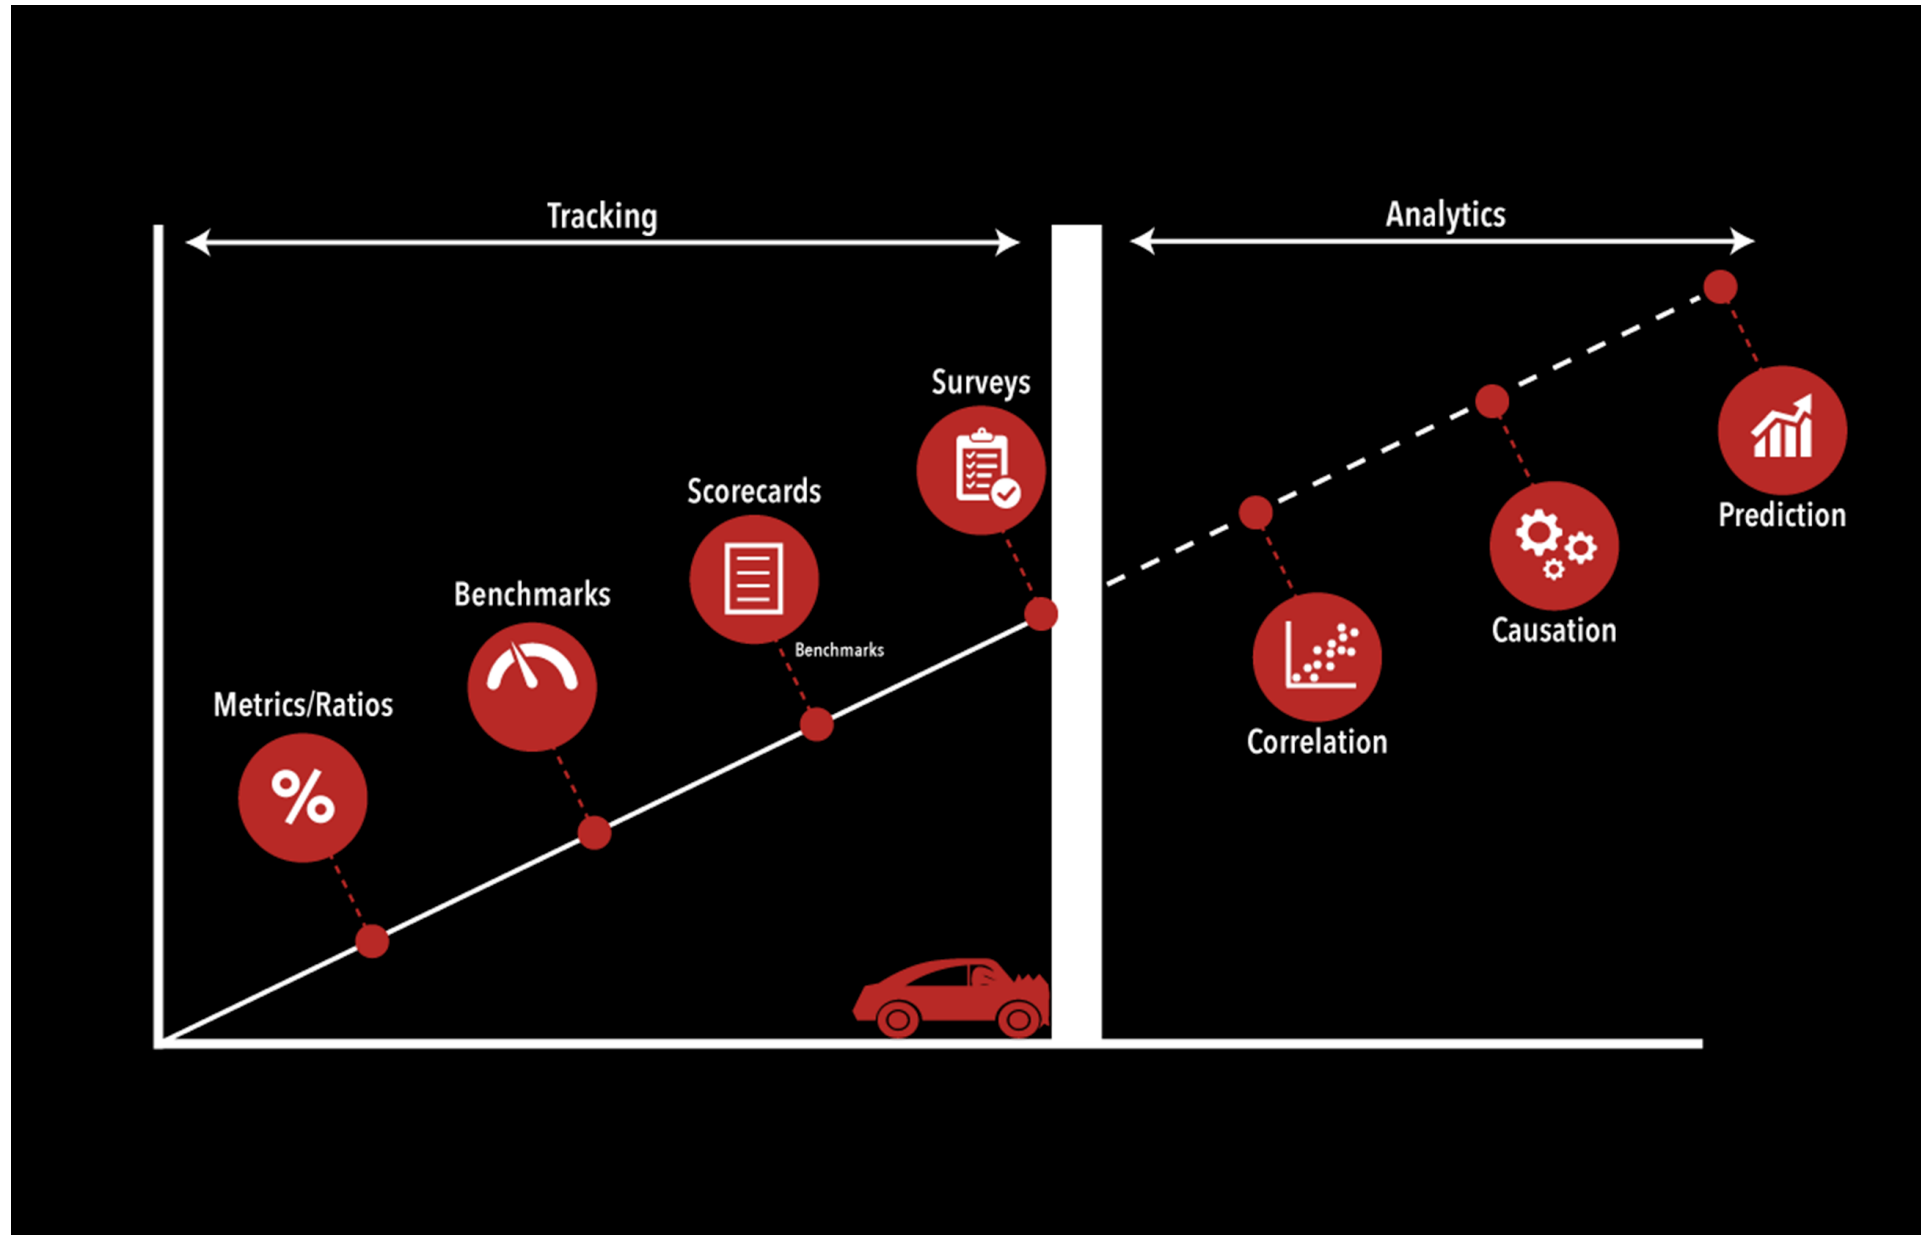 Tracking
Analytics
Surveys
Scorecards
Benchmarks
Benchmarks
Metrics/Ratios
%
Prediction
Causation
Correlation